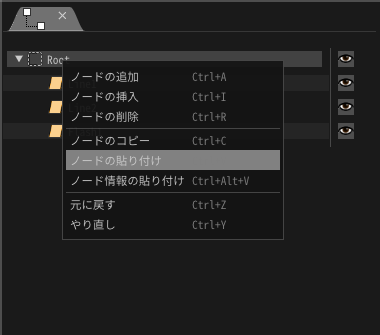 Root
ノードの追加 Ctrl+A
ノードの挿入 Ctrl+I
ノードの削除 Ctrl+R
ノードのコピー Ctrl+C
ノードの貼り付け
ノード情報の貼り付け Ctrl+Alt+V
元に戻す Ctrl+Z
やり直し Ctrl+Y